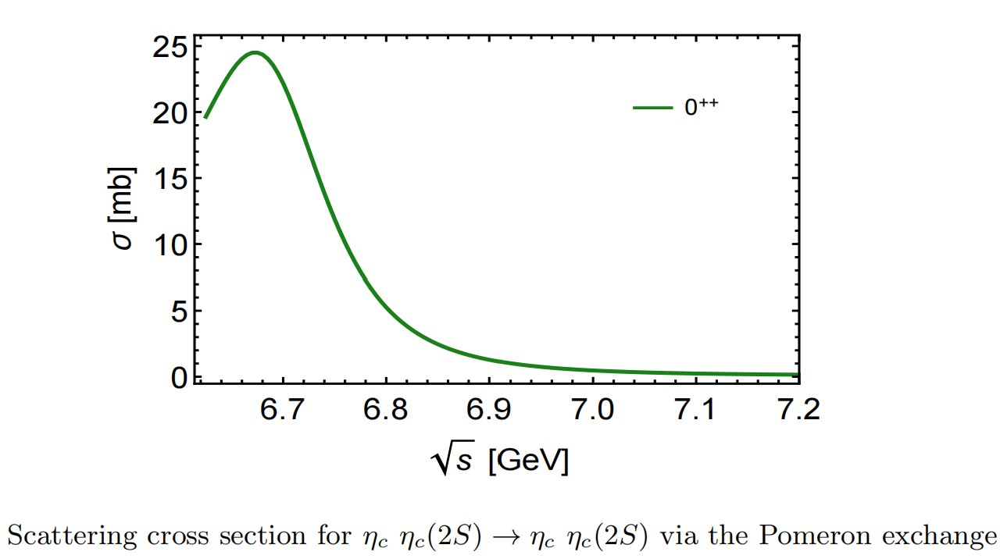 25
20
15
10
5
0
σ [mb]
0⁺⁺
6.7 6.8 6.9 7.0 7.1 7.2
√s [GeV]
Scattering cross section for η_c η_c(2S) → η_c η_c(2S) via the Pomeron exchange